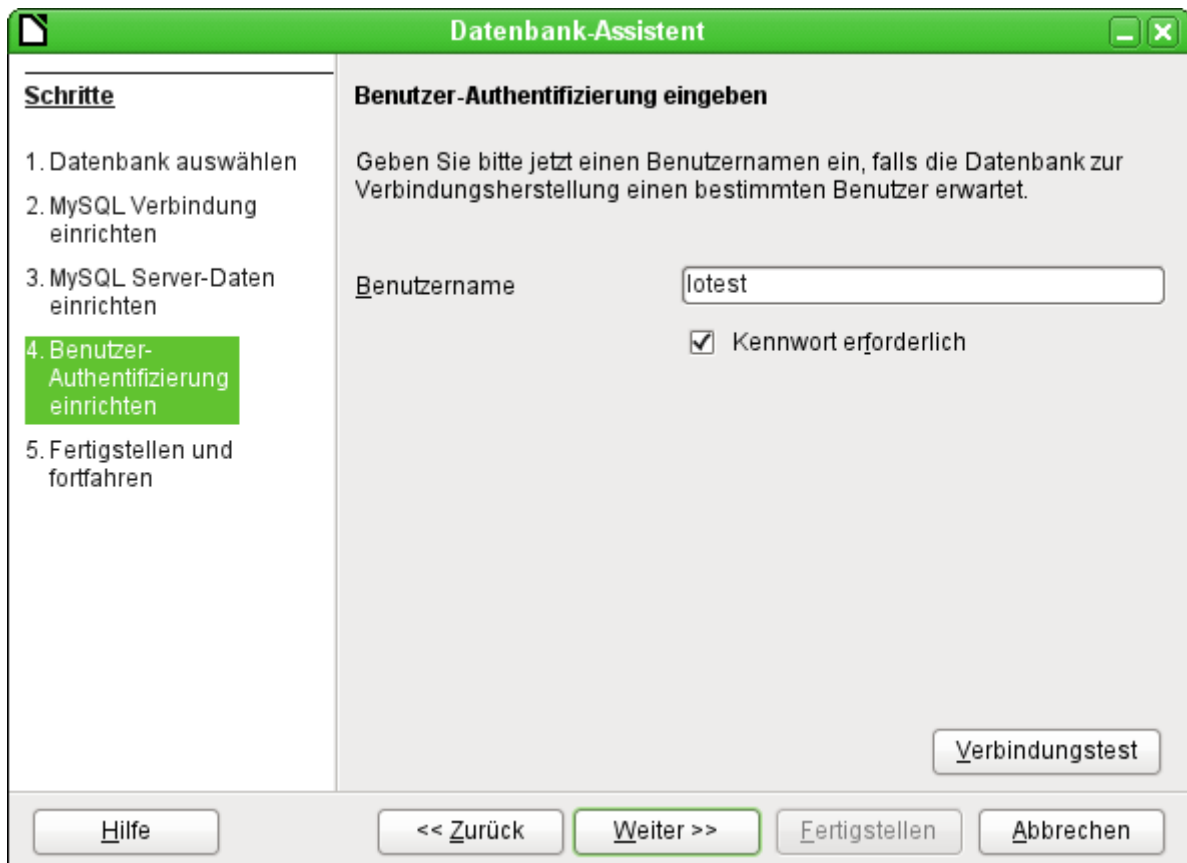 Datenbank-Assistent
Schritte
1. Datenbank auswählen
2. MySQL Verbindung
einrichten
3. MySQL Server-Daten
einrichten
4. Benutzer-
Authentifizierung
einrichten
5. Fertigstellen und
fortfahren
Benutzer-Authentifizierung eingeben
Geben Sie bitte jetzt einen Benutzernamen ein, falls die Datenbank zur
Verbindungsherstellung einen bestimmten Benutzer erwartet.
Benutzername
lotest
Kennwort erforderlich
Verbindungstest
Hilfe
<< Zurück
Weiter >>
Fertigstellen
Abbrechen